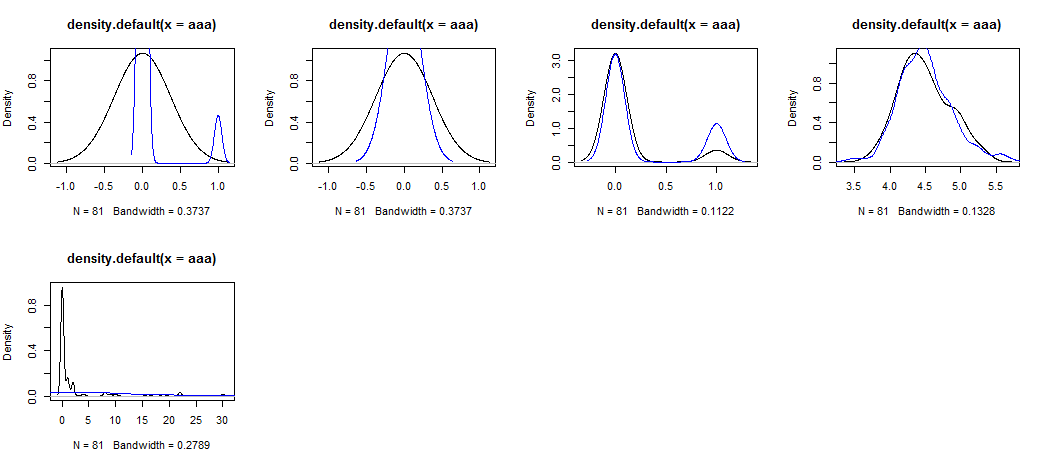 density.default(x = aaa) density.default(x = aaa) density.default(x = aaa) density.default(x = aaa)
Density
0.0 0.4 0.8
-1.0 -0.5 0.0 0.5 1.0
N = 81 Bandwidth = 0.3737
Density
0.0 0.4 0.8
-1.0 -0.5 0.0 0.5 1.0
N = 81 Bandwidth = 0.3737
Density
0.0 1.0 2.0 3.0
0.0 0.5 1.0
N = 81 Bandwidth = 0.1122
Density
0.0 0.4 0.8
3.5 4.0 4.5 5.0 5.5
N = 81 Bandwidth = 0.1328
density.default(x = aaa)
Density
0.0 0.4 0.8
0 5 10 15 20 25 30
N = 81 Bandwidth = 0.2789